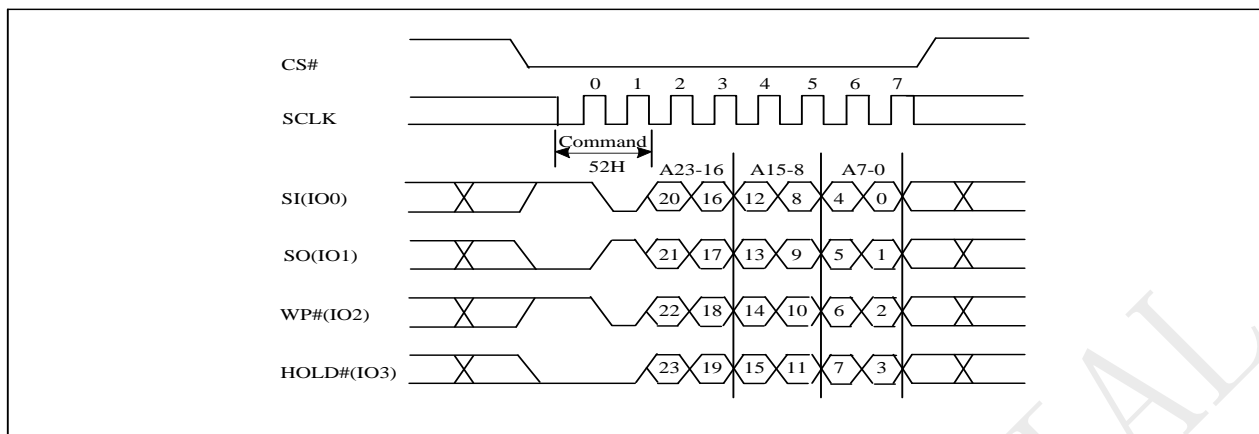 CS#
0 1 2 3 4 5 6 7
SCLK
Command
52H
A23-16 A15-8 A7-0
SI(IO0) 20 16 12 8 4 0
SO(IO1) 21 17 13 9 5 1
WP#(IO2) 22 18 14 10 6 2
HOLD#(IO3) 23 19 15 11 7 3